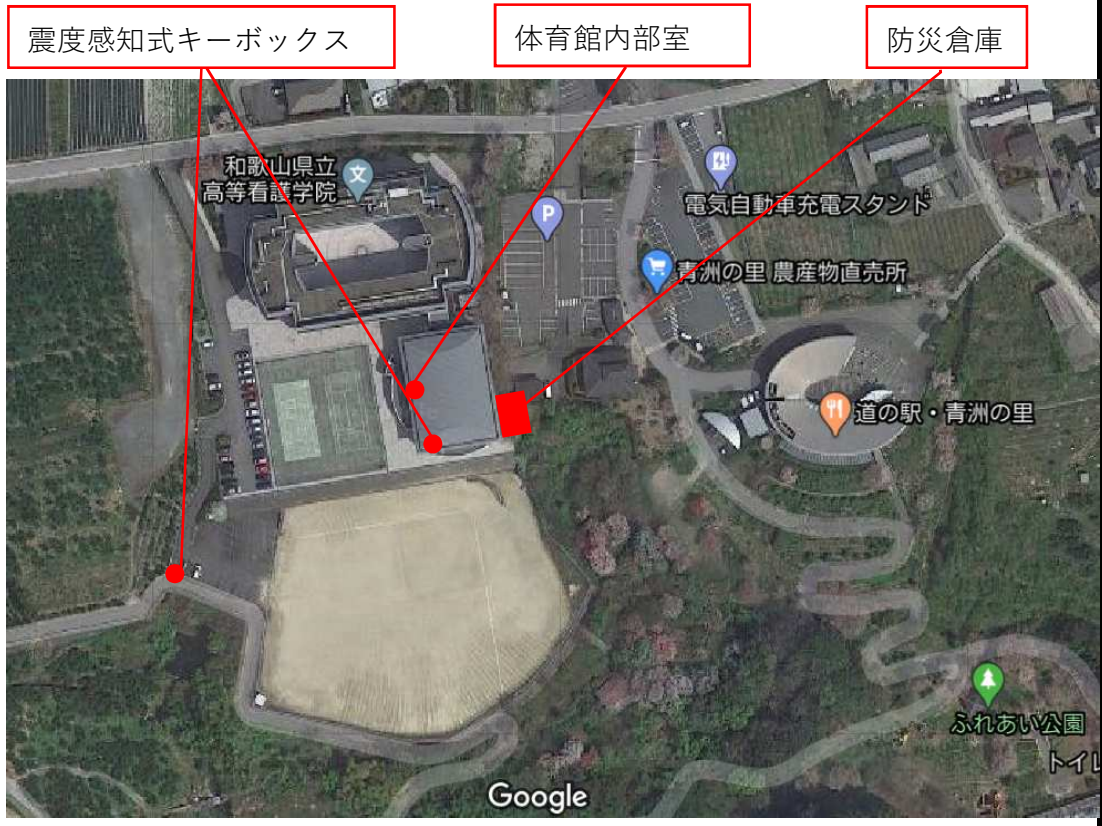 震度感知式キーボックス
体育館内部室
防災倉庫
和歌山県立
高等看護学院
文
P
電気自動車充電スタンド
青洲の里 農産物直売所
道の駅・青洲の里
ふれあい公園
トイレ
Google